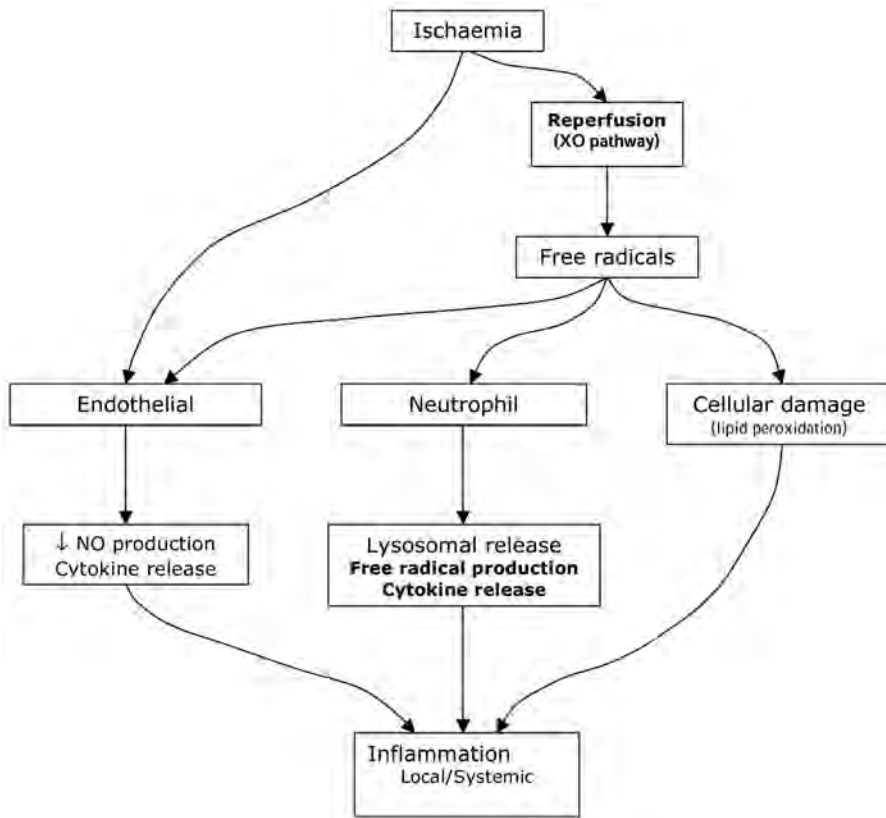 Ischaemia
Reperfusion
(XO pathway)
Free radicals
Endothelial
Neutrophil
Cellular damage
(lipid peroxidation)
↓ NO production
Cytokine release
Lysosomal release
Free radical production
Cytokine release
Inflammation
Local/Systemic